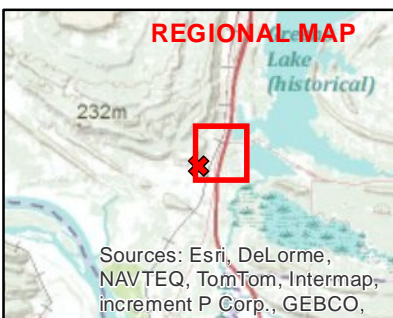 REGIONAL MAP
Lake
(historical)
232m
Sources: Esri, DeLorme,
NAVTEQ, TomTom, Intermap,
increment P Corp., GEBCO,